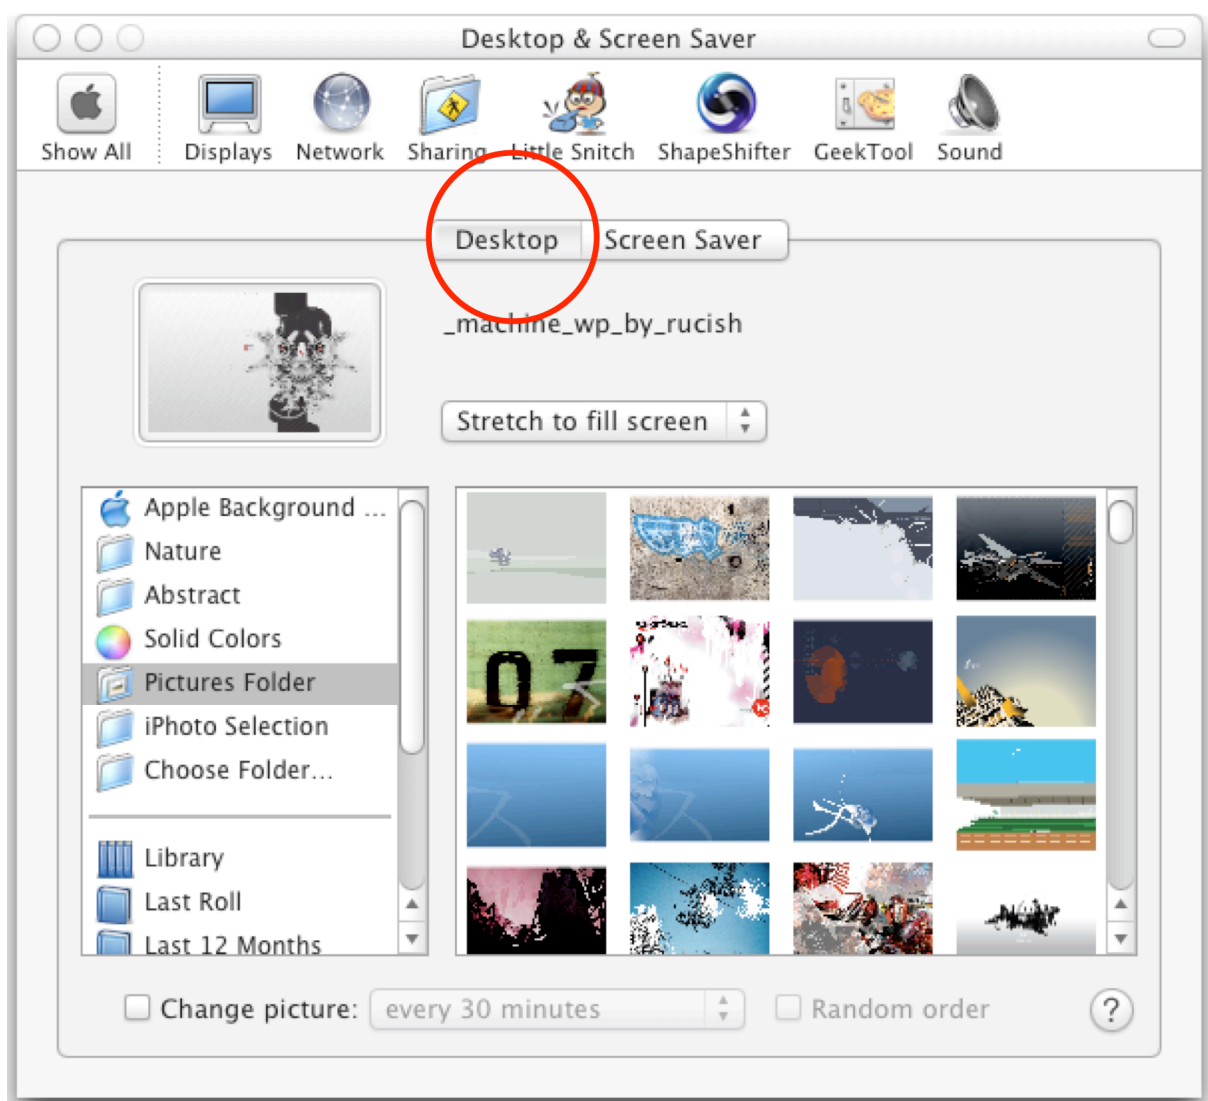 Desktop & Screen Saver
Show All Displays Network Sharing Little Snitch ShapeShifter GeekTool Sound
Desktop Screen Saver
_machine_wp_by_rucish
Stretch to fill screen
Apple Background ...
Nature
Abstract
Solid Colors
Pictures Folder
iPhoto Selection
Choose Folder...
Library
Last Roll
Last 12 Months
07
Change picture: every 30 minutes Random order ?